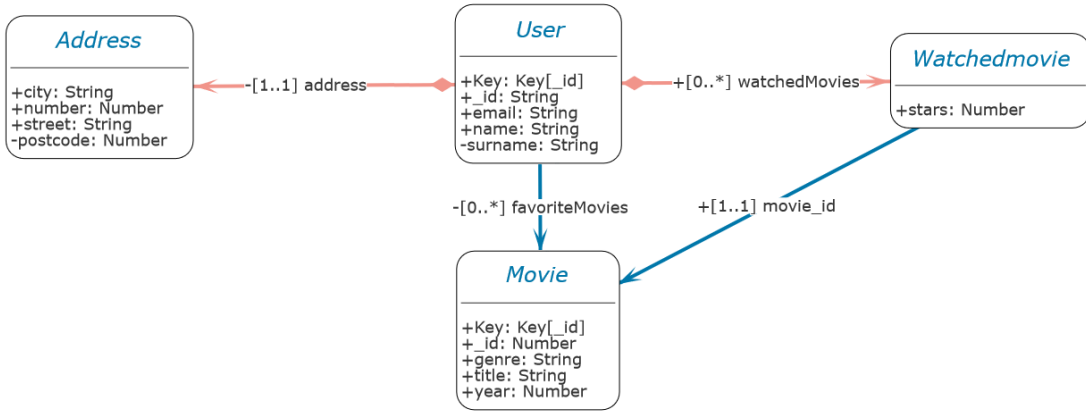 Address
+city: String
+number: Number
+street: String
-postcode: Number
-[1..1] address
User
+Key: Key[_id]
+_id: String
+email: String
+name: String
-surname: String
+[0..*] watchedMovies
Watchedmovie
+stars: Number
-[0..*] favoriteMovies
+[1..1] movie_id
Movie
+Key: Key[_id]
+_id: Number
+genre: String
+title: String
+year: Number